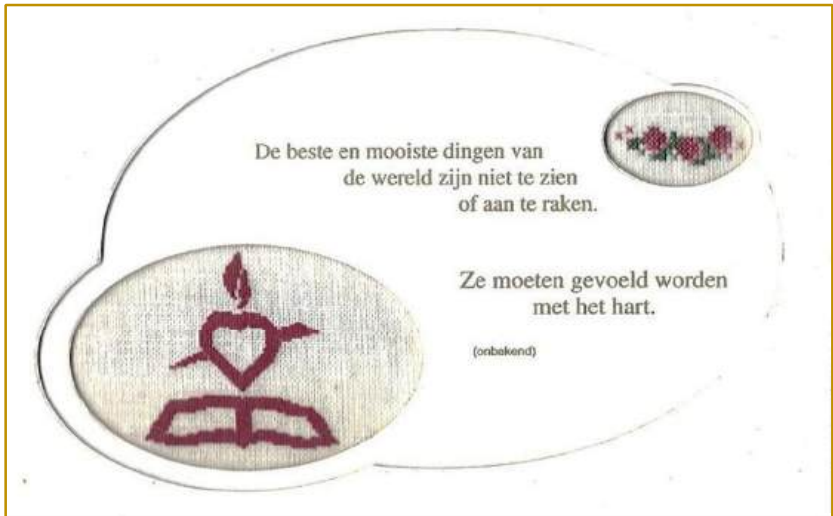 De beste en mooiste dingen van
de wereld zijn niet te zien
of aan te raken.
Ze moeten gevoeld worden
met het hart.
(onbekend)